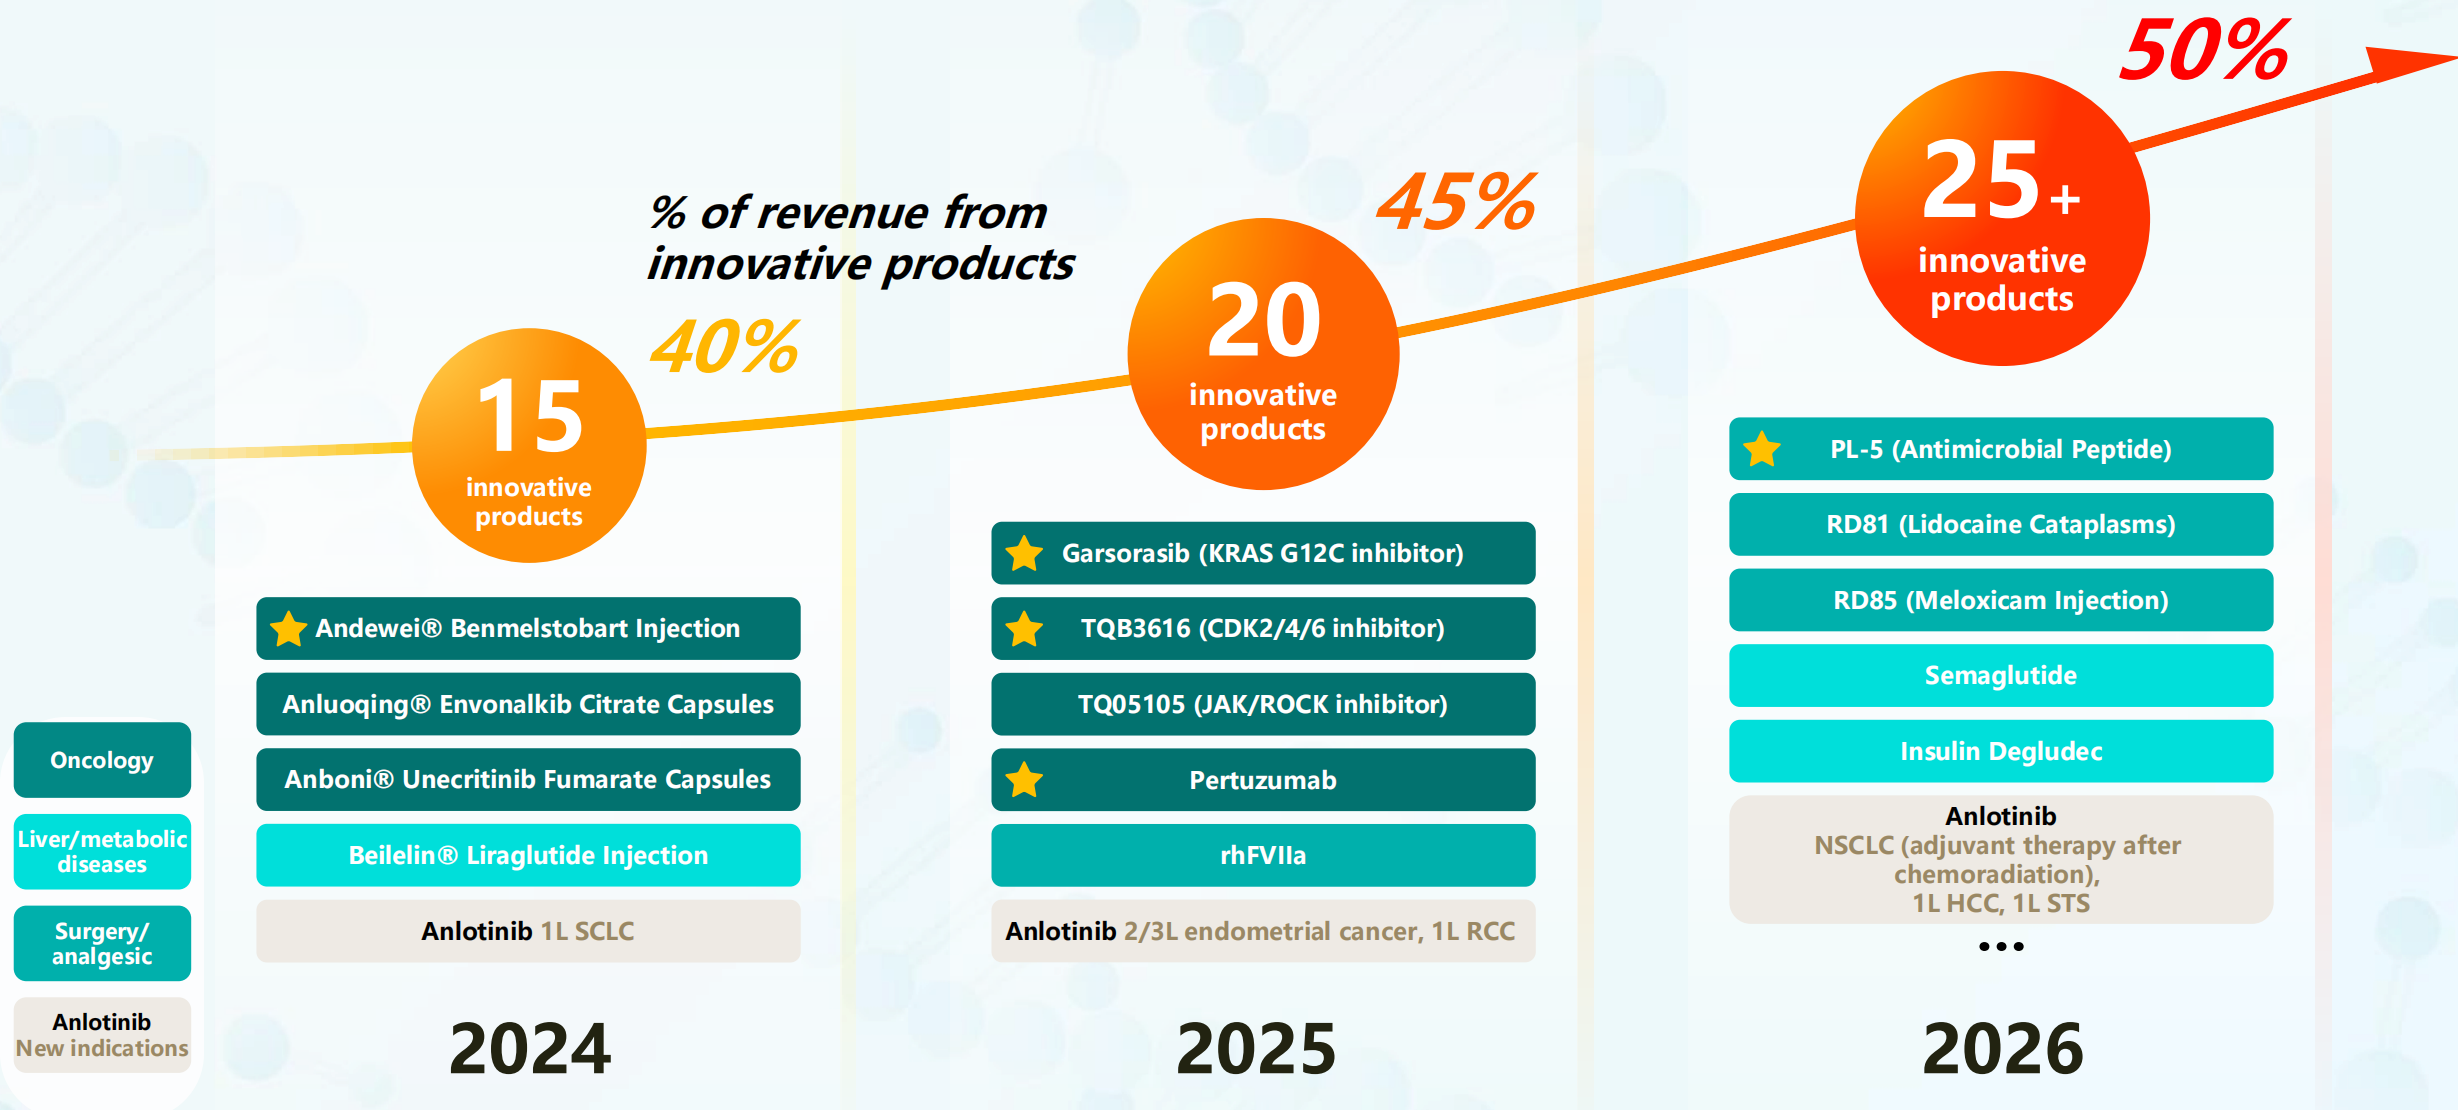 50%
25+
innovative
products
% of revenue from
innovative products
45%
20
innovative
products
40%
15
innovative
products
Oncology
Liver/metabolic
diseases
Surgery/
analgesic
Anlotinib
New indications
Andewei® Benmelstobart Injection
Anluoqing® Envonalkib Citrate Capsules
Anboni® Unecritinib Fumarate Capsules
Beilelin® Liraglutide Injection
Anlotinib 1L SCLC
2024
Garsorasib (KRAS G12C inhibitor)
TQB3616 (CDK2/4/6 inhibitor)
TQ05105 (JAK/ROCK inhibitor)
Pertuzumab
rhFVIIa
Anlotinib 2/3L endometrial cancer, 1L RCC
2025
PL-5 (Antimicrobial Peptide)
RD81 (Lidocaine Cataplasms)
RD85 (Meloxicam Injection)
Semaglutide
Insulin Degludec
Anlotinib
NSCLC (adjuvant therapy after
chemoradiation),
1L HCC, 1L STS
...
2026